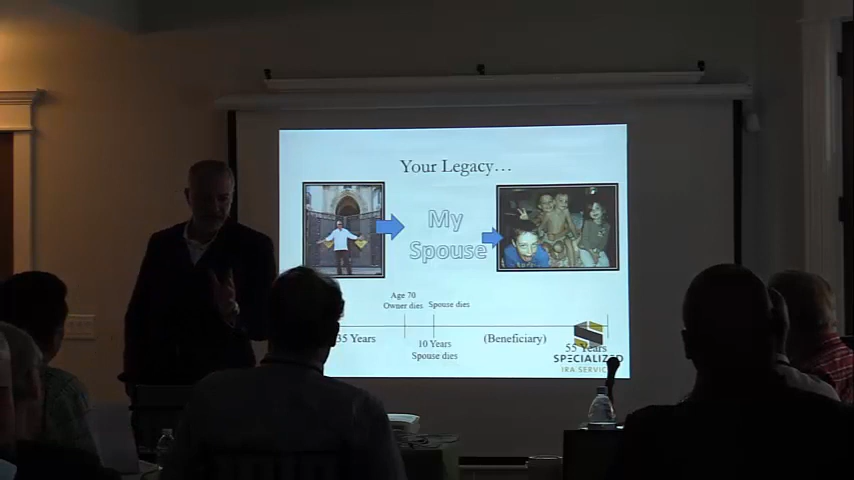 Your Legacy…
My
Spouse
Age 70
Owner dies
Spouse dies
35 Years
10 Years
Spouse dies
(Beneficiary)
55 Years
SPECIALIZED
IRA SERVICES